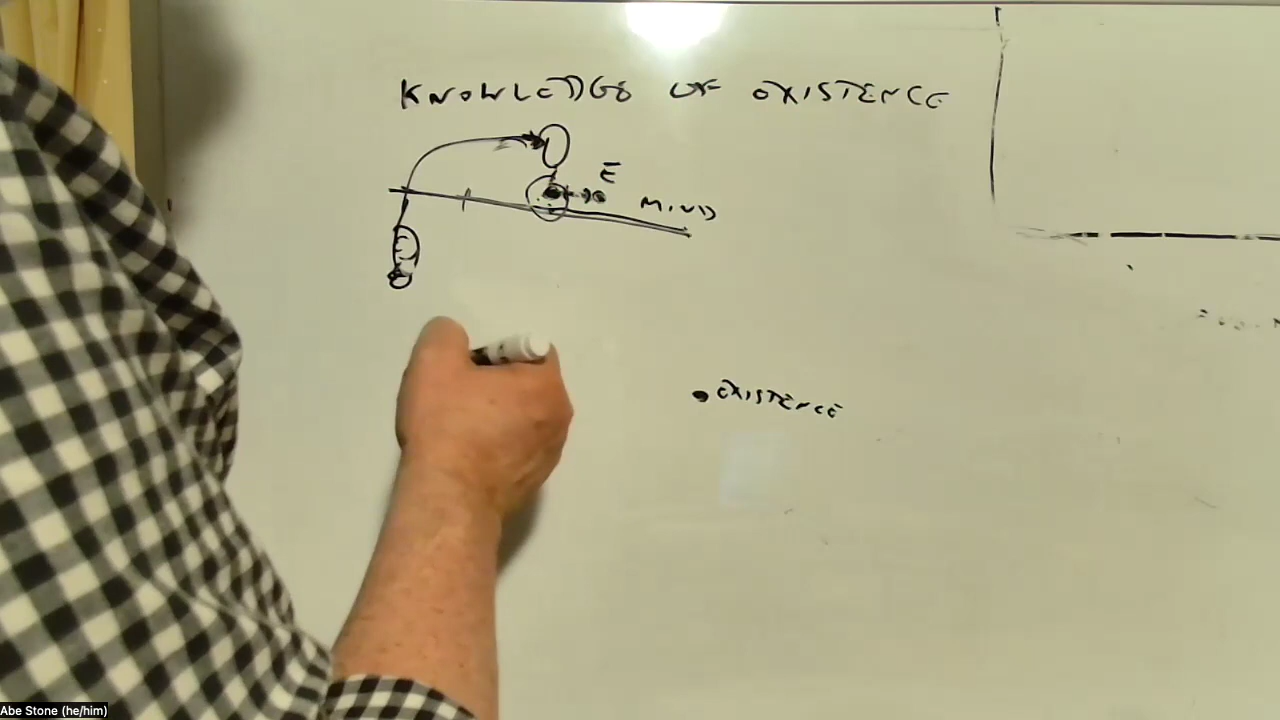 KNOWLEDGE OF EXISTENCE
E
MIND
EXISTENCE
Abe Stone (he/him)